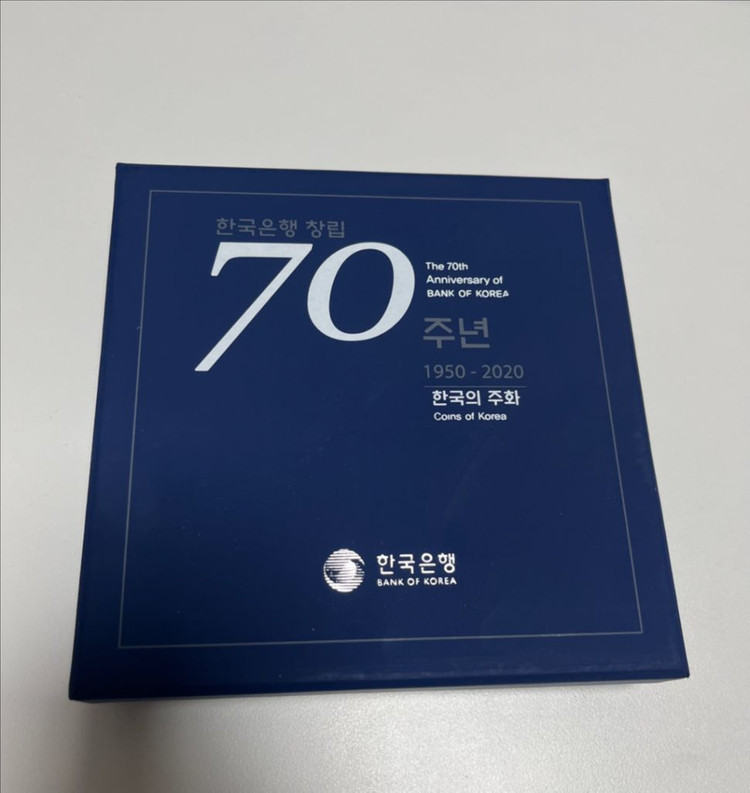 한국은행 창립
70
The 70th
Anniversary of
BANK OF KOREA
주년
1950 - 2020
한국의 주화
Coins of Korea
한국은행
BANK OF KOREA